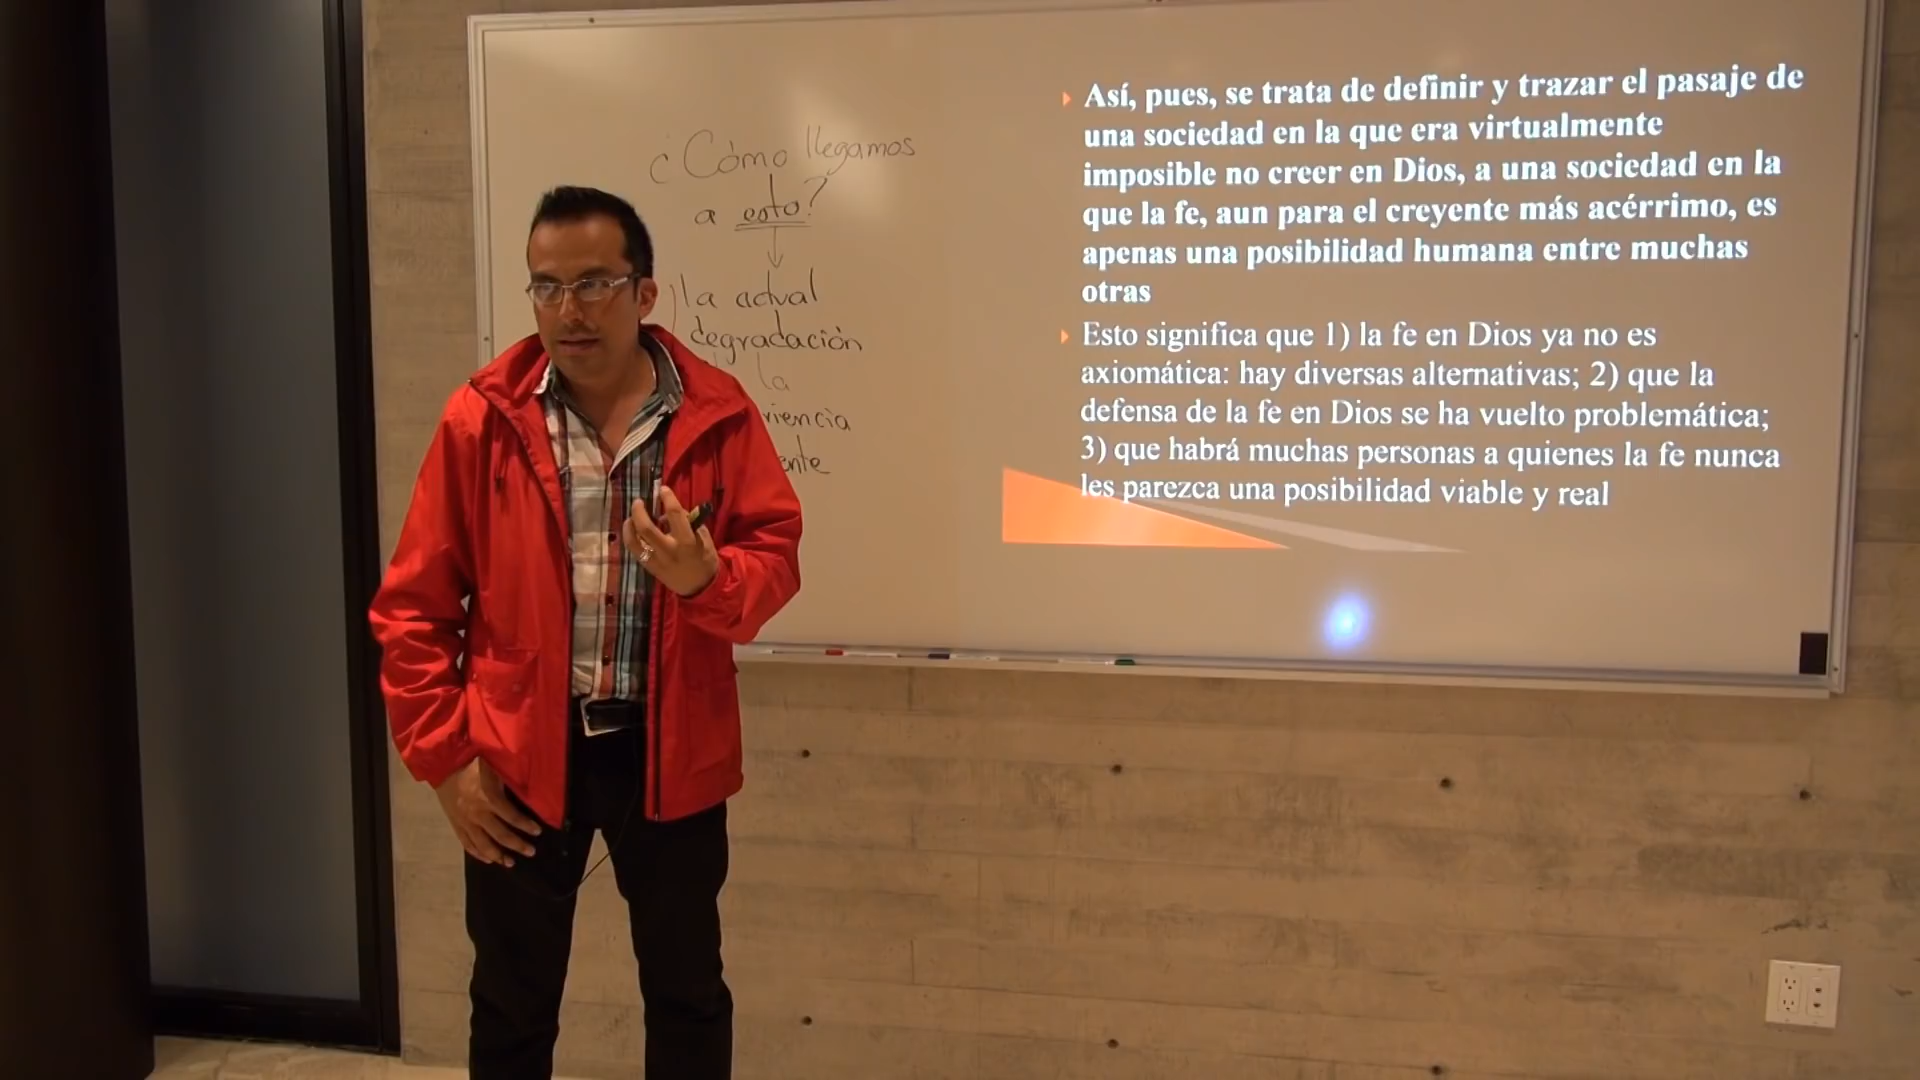 ¿Cómo llegamos
a esto?
la actual
degradación
la
riencia
ente
Así, pues, se trata de definir y trazar el pasaje de
una sociedad en la que era virtualmente
imposible no creer en Dios, a una sociedad en la
que la fe, aun para el creyente más acérrimo, es
apenas una posibilidad humana entre muchas
otras
Esto significa que 1) la fe en Dios ya no es
axiomática: hay diversas alternativas; 2) que la
defensa de la fe en Dios se ha vuelto problemática;
3) que habrá muchas personas a quienes la fe nunca
les parezca una posibilidad viable y real